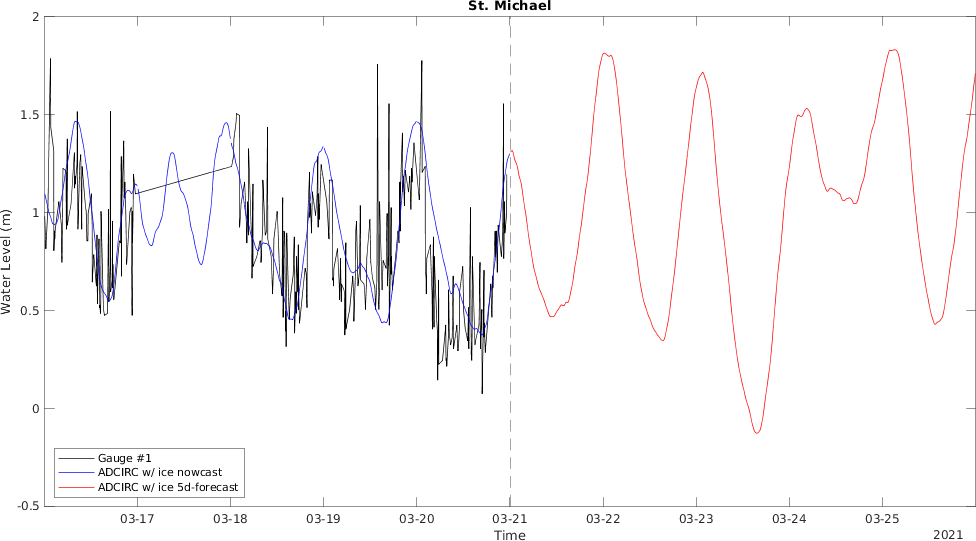 St. Michael
2
1.5
1
0.5
0
-0.5
Water Level (m)
Gauge #1
ADCIRC w/ ice nowcast
ADCIRC w/ ice 5d-forecast
03-17 03-18 03-19 03-20 03-21 03-22 03-23 03-24 03-25
Time
2021